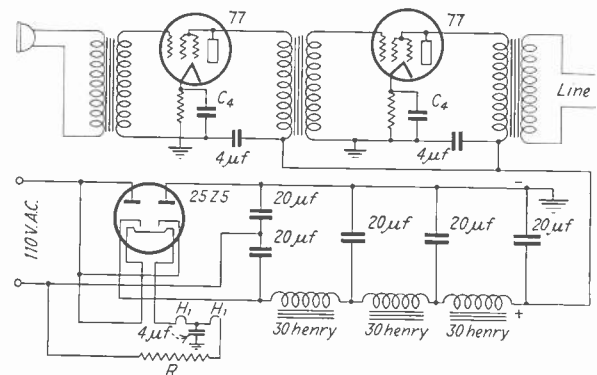 77
77
C4
C4
4μf
4μf
Line
25Z5
110 V. A.C.
20μf
20μf
20μf
20μf
20μf
-
+
30 henry
30 henry
30 henry
H1
H1
4μf
R